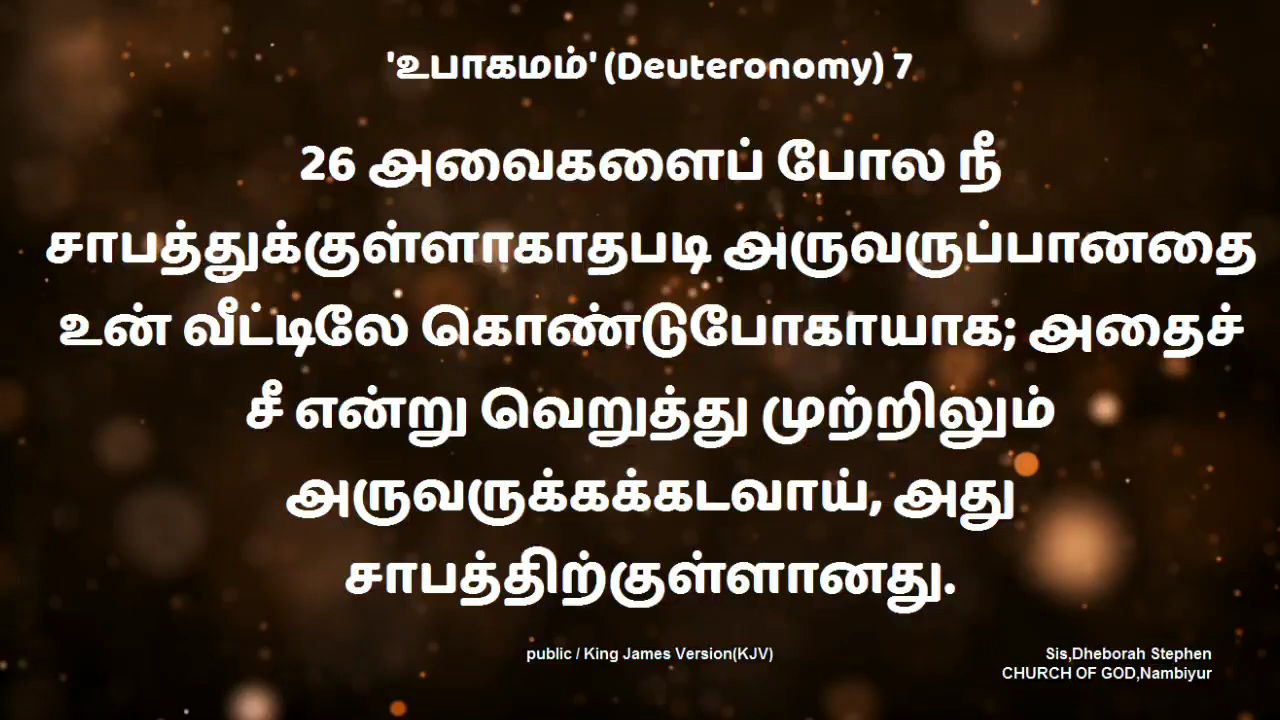 'உபாகமம்' (Deuteronomy) 7
26 அவைகளைப் போல நீ
சாபத்துக்குள்ளாகாதபடி அருவருப்பானதை
உன் வீட்டிலே கொண்டுபோகாயாக; அதைச்
சீ என்று வெறுத்து முற்றிலும்
அருவருக்கக்கடவாய், அது
சாபத்திற்குள்ளானது.
public / King James Version(KJV)
Sis,Dheborah Stephen
CHURCH OF GOD,Nambiyur